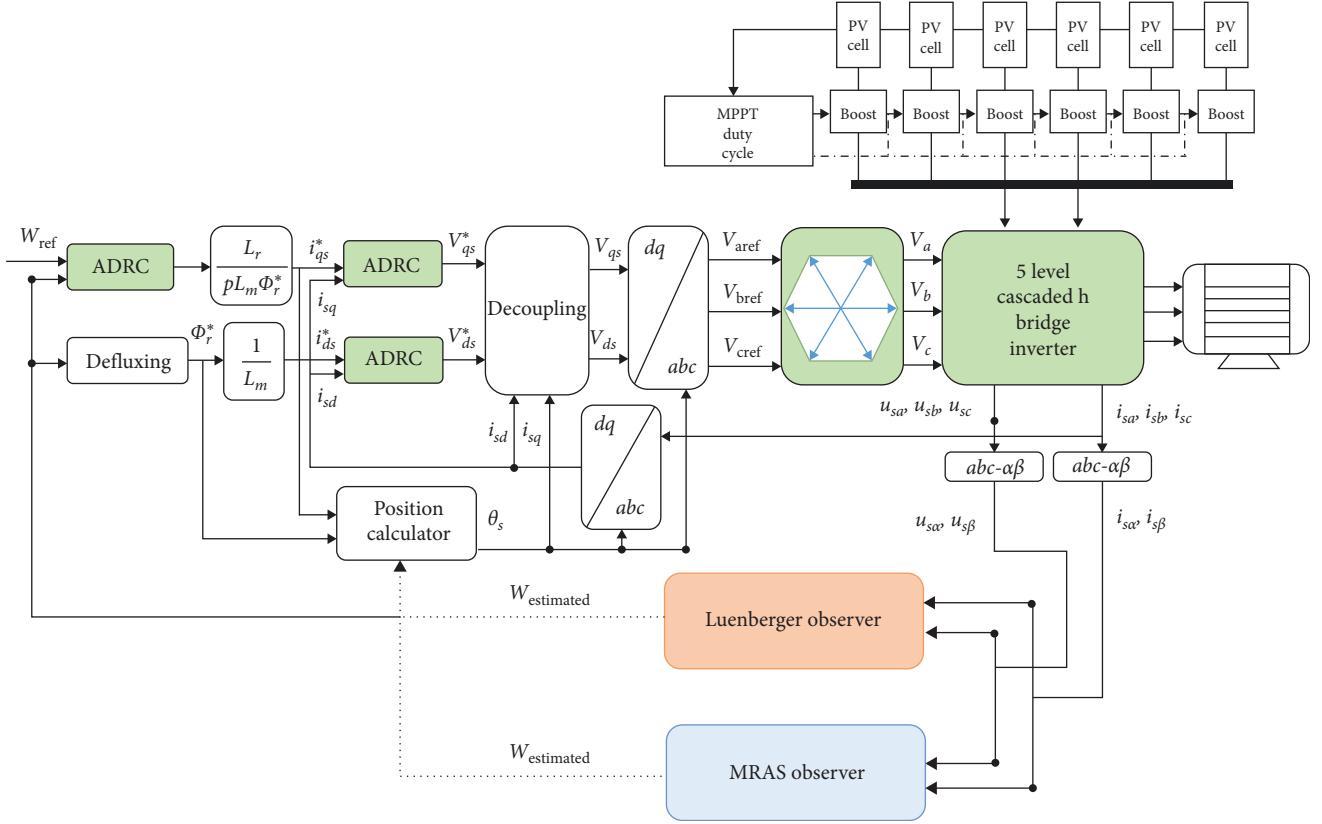 PV cell
PV cell
PV cell
PV cell
PV cell
PV cell
MPPT
duty
cycle
Boost
Boost
Boost
Boost
Boost
Boost
W_ref
ADRC
L_r
pL_mΦ_r^*
i_qs^*
i_sq
ADRC
V_qs^*
Decoupling
V_qs
V_ds
dq
abc
V_aref
V_bref
V_cref
V_a
V_b
V_c
5 level
cascaded h
bridge
inverter
Defluxing
Φ_r^*
1
L_m
i_ds^*
i_sd
ADRC
V_ds^*
i_sd
i_sq
dq
abc
u_sa, u_sb, u_sc
i_sa, i_sb, i_sc
abc-αβ
abc-αβ
u_sα, u_sβ
i_sα, i_sβ
Position
calculator
θ_s
W_estimated
Luenberger observer
W_estimated
MRAS observer